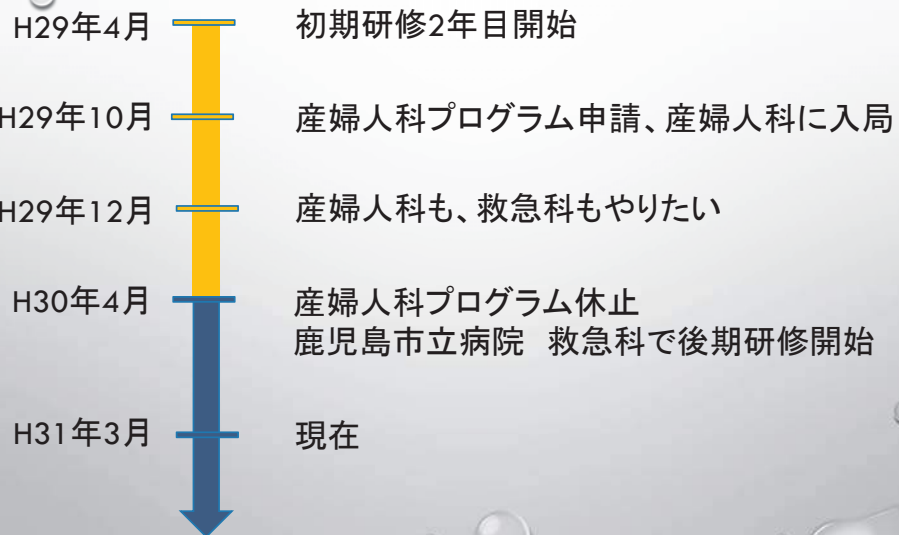 H29年4月 初期研修2年目開始
H29年10月 産婦人科プログラム申請、産婦人科に入局
H29年12月 産婦人科も、救急科もやりたい
H30年4月 産婦人科プログラム休止
鹿児島市立病院 救急科で後期研修開始
H31年3月 現在